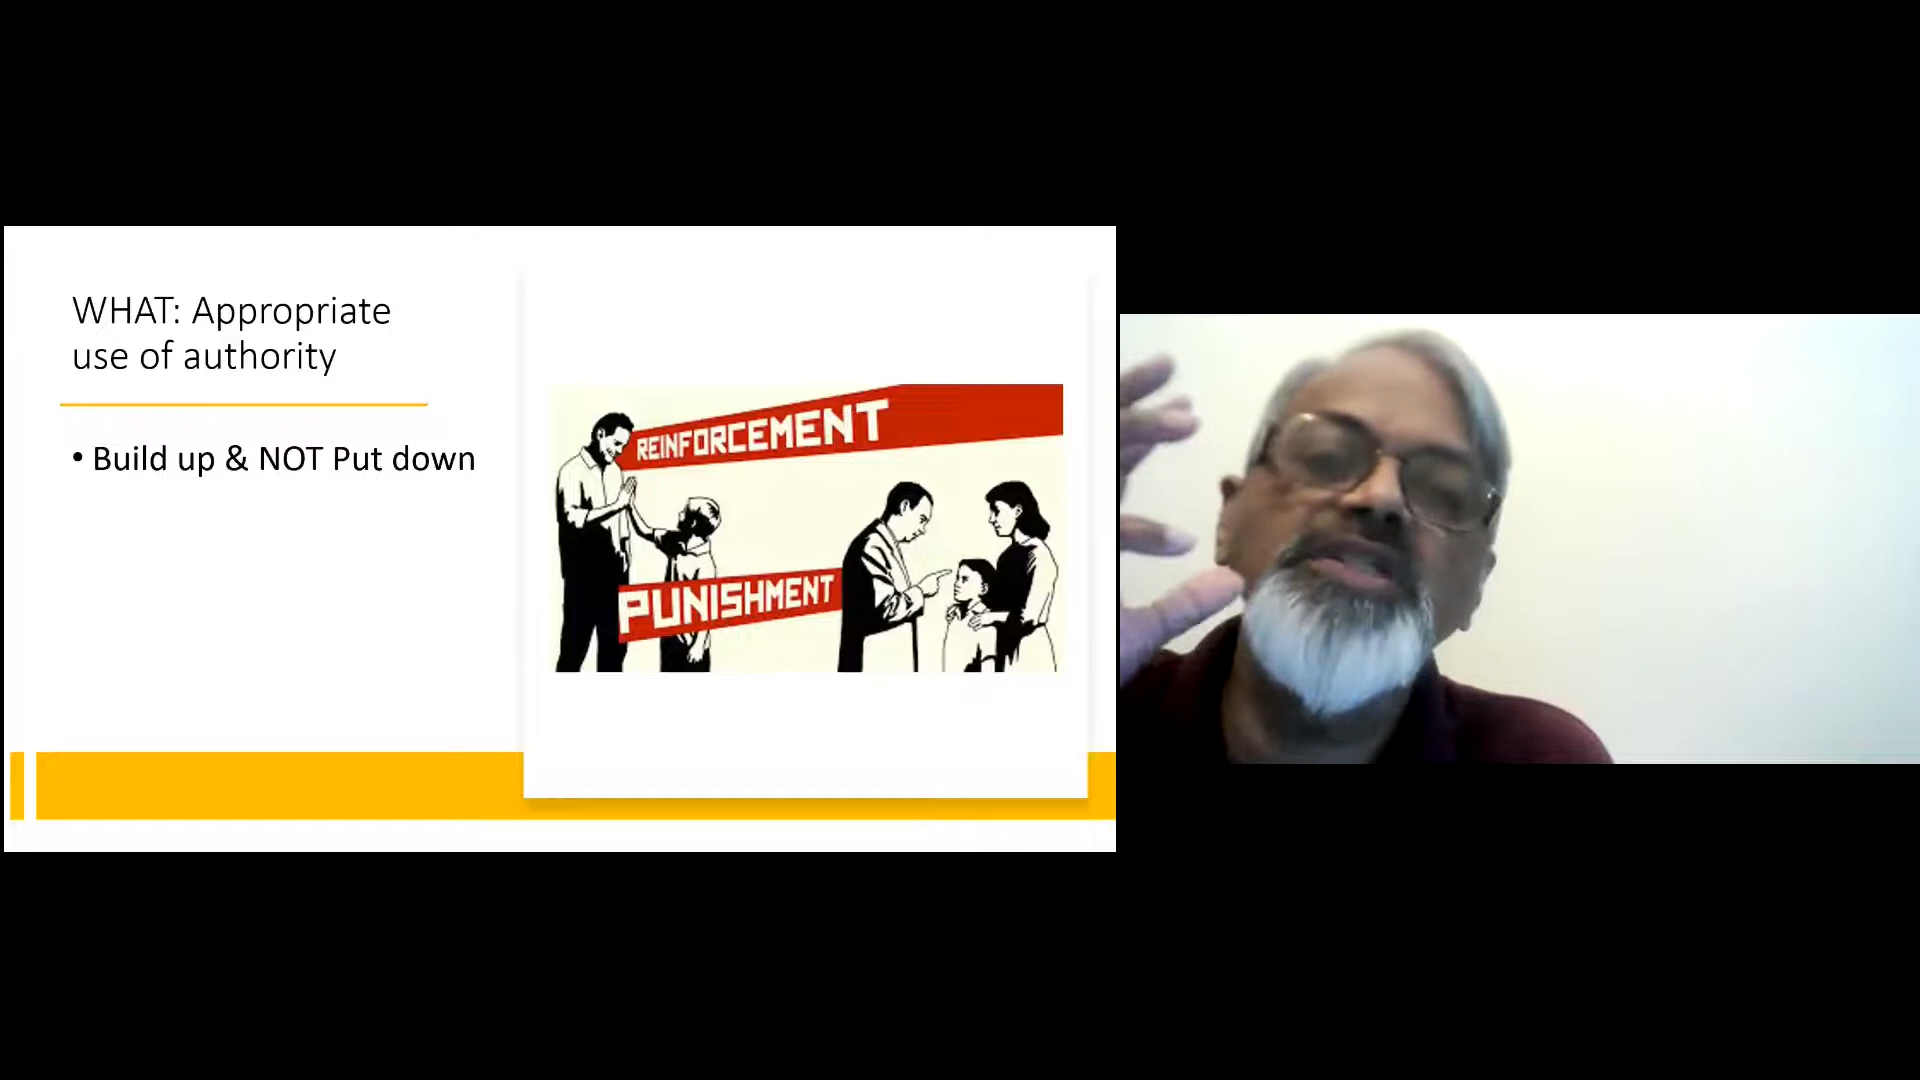 WHAT: Appropriate
use of authority
• Build up & NOT Put down
REINFORCEMENT
PUNISHMENT